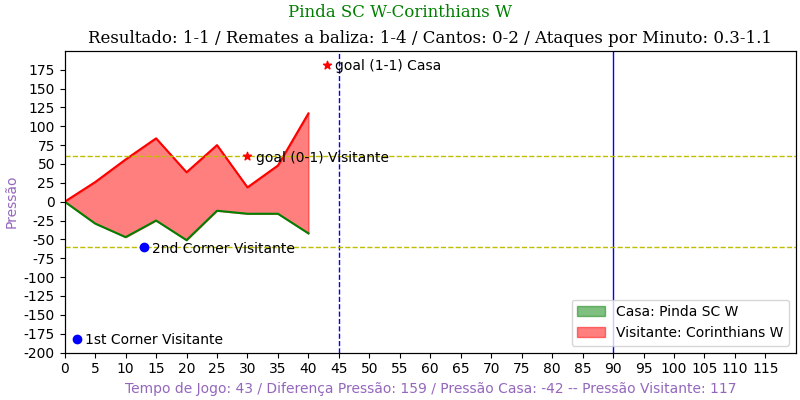 Pinda SC W-Corinthians W
Resultado: 1-1 / Remates a baliza: 1-4 / Cantos: 0-2 / Ataques por Minuto: 0.3-1.1
175
150
125
100
75
50
25
0
-25
-50
-75
-100
-125
-150
-175
-200
Pressão
goal (1-1) Casa
goal (0-1) Visitante
2nd Corner Visitante
1st Corner Visitante
Casa: Pinda SC W
Visitante: Corinthians W
0 5 10 15 20 25 30 35 40 45 50 55 60 65 70 75 80 85 90 95 100 105 110 115
Tempo de Jogo: 43 / Diferença Pressão: 159 / Pressão Casa: -42 -- Pressão Visitante: 117